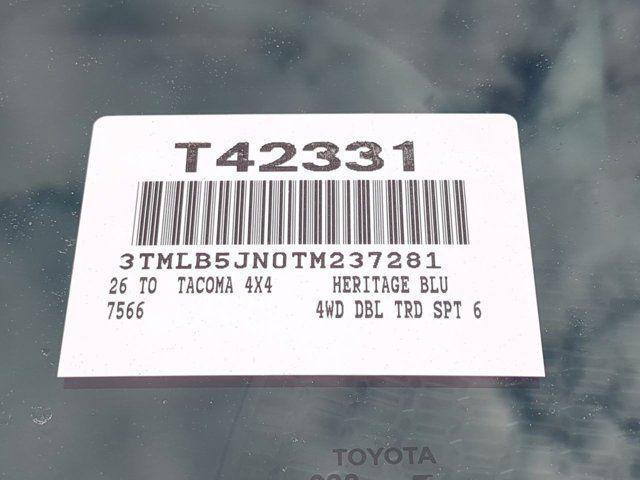 T42331
3TMLB5JN0TM237281
26 TO TACOMA 4X4 HERITAGE BLU
7566 4WD DBL TRD SPT 6
TOYOTA